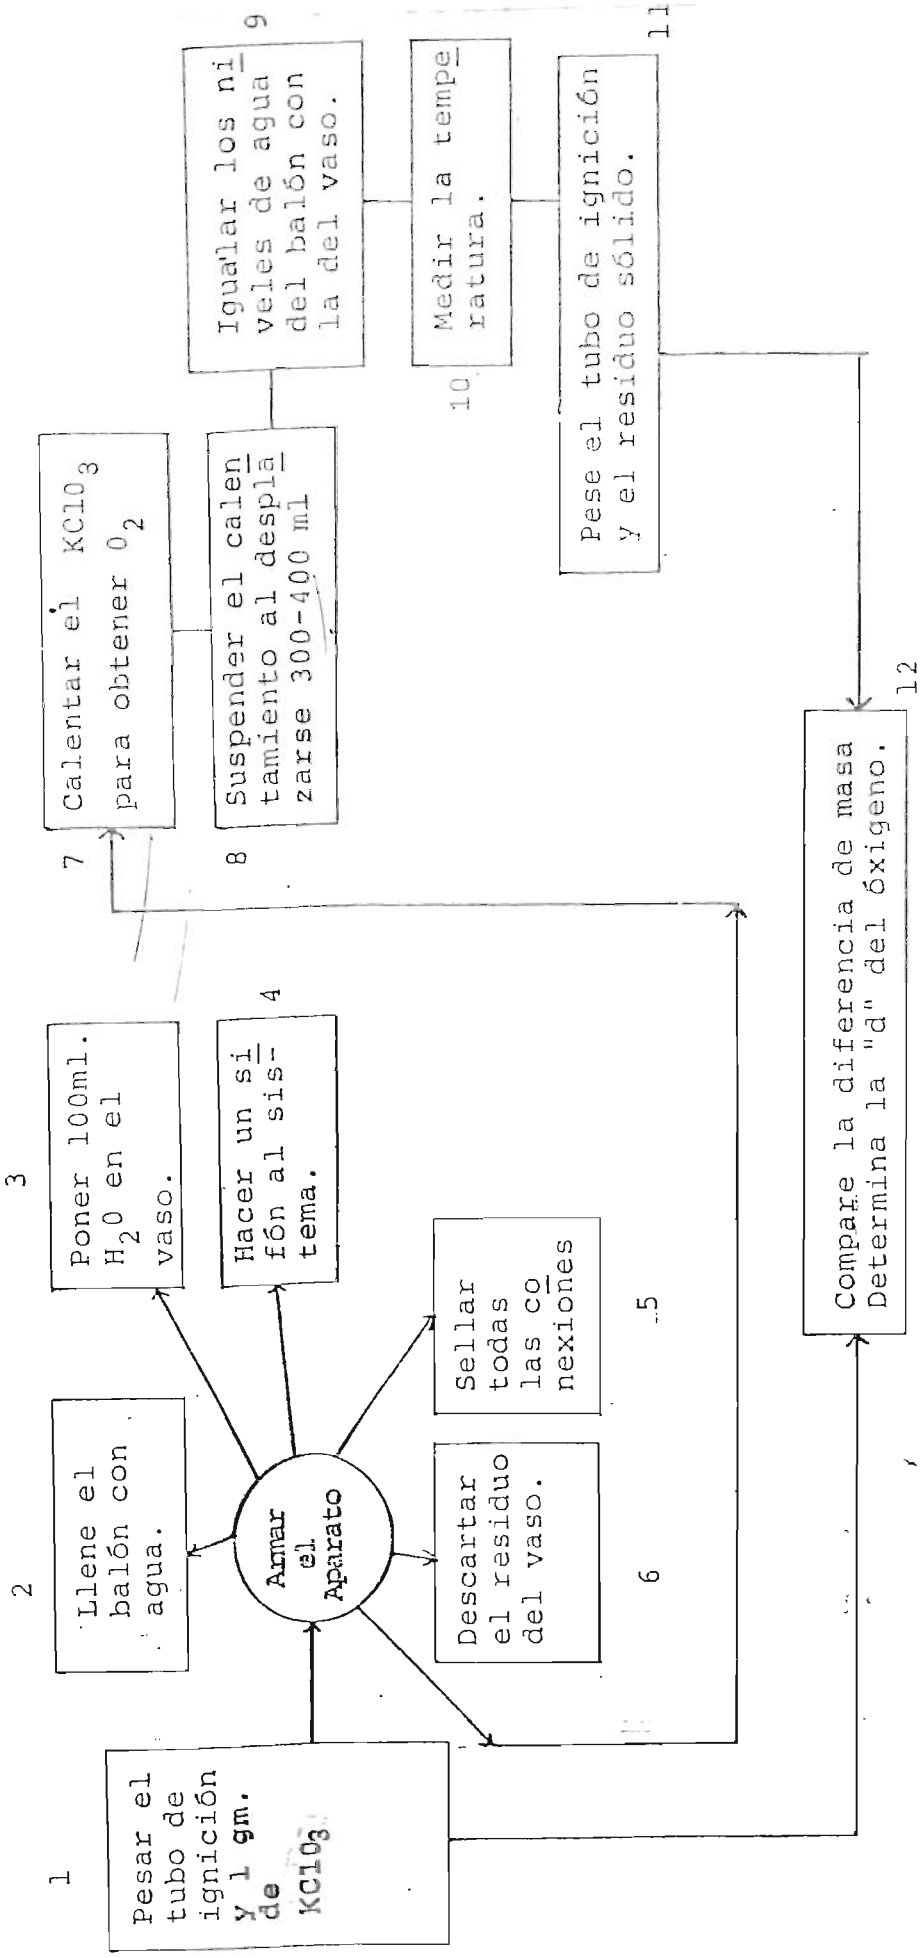 1
Pesar el
tubo de
ignición
y 1 gm.
de
KClO3
Armar
el
Aparato
2
Llene el
balón con
agua.
3
Poner 100ml.
H2O en el
vaso.
4
Hacer un si
fón al sis-
tema.
5
Sellar
todas
las co
nexiones
6
Descartar
el residuo
del vaso.
7
Calentar el KClO3
para obtener O2
8
Suspender el calen
tamiento al despla
zarse 300-400 ml
9
Igualar los ni
veles de agua
del balón con
la del vaso.
10
Medir la tempe
ratura.
11
Pese el tubo de ignición
y el residuo sólido.
12
Compare la diferencia de masa
Determina la "d" del óxigeno.